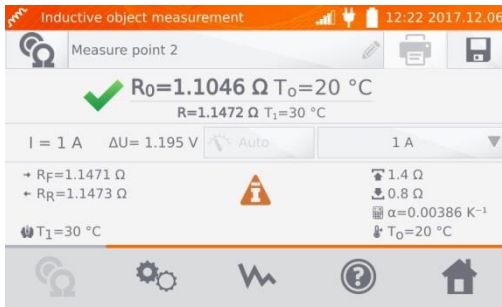 Inductive object measurement 12:22 2017.12.06
Measure point 2
R0=1.1046 Ω To=20 °C
R=1.1472 Ω T1=30 °C
I = 1 A ΔU= 1.195 V Auto 1 A
→ RF=1.1471 Ω 1.4 Ω
← RR=1.1473 Ω 0.8 Ω
α=0.00386 K⁻¹
T1=30 °C To=20 °C